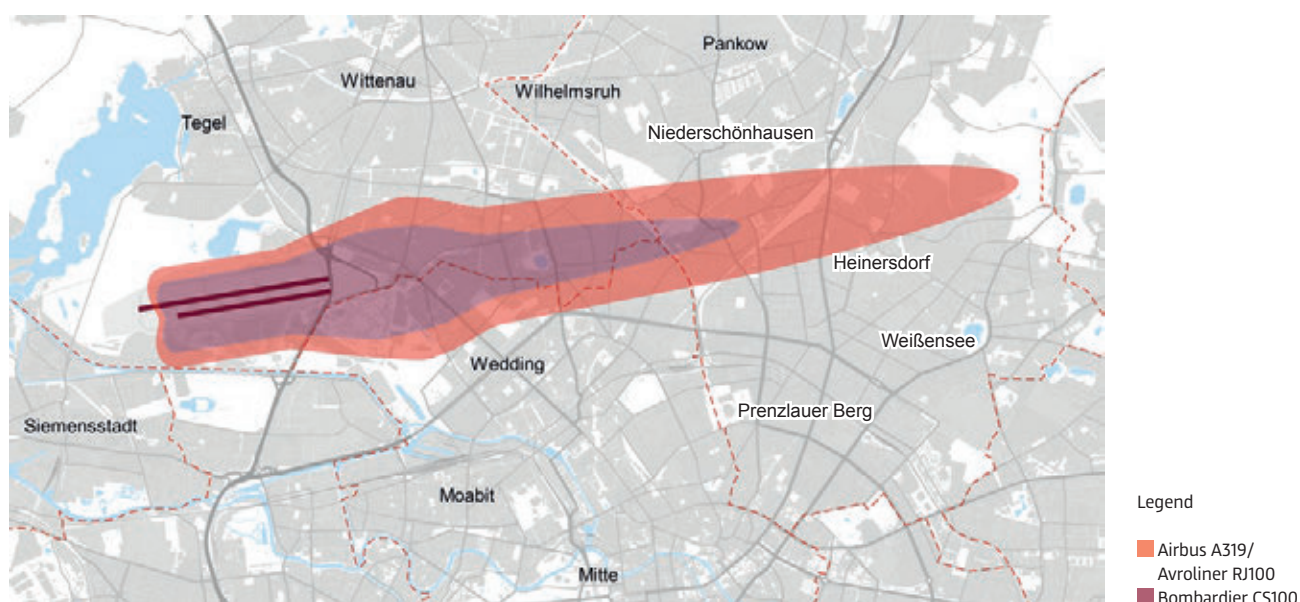 Pankow
Wittenau
Wilhelmsruh
Tegel
Niederschönhausen
Heinersdorf
Weißensee
Wedding
Prenzlauer Berg
Siemensstadt
Moabit
Mitte
Legend
Airbus A319/
Avroliner RJ100
Bombardier CS100